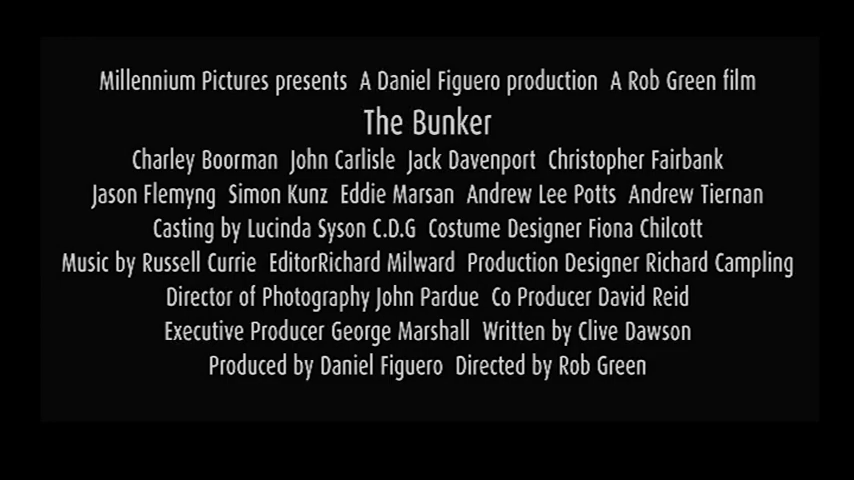 Millennium Pictures presents A Daniel Figuero production A Rob Green film
The Bunker
Charley Boorman John Carlisle Jack Davenport Christopher Fairbank
Jason Flemyng Simon Kunz Eddie Marsan Andrew Lee Potts Andrew Tiernan
Casting by Lucinda Syson C.D.G Costume Designer Fiona Chilcott
Music by Russell Currie EditorRichard Milward Production Designer Richard Campling
Director of Photography John Pardue Co Producer David Reid
Executive Producer George Marshall Written by Clive Dawson
Produced by Daniel Figuero Directed by Rob Green